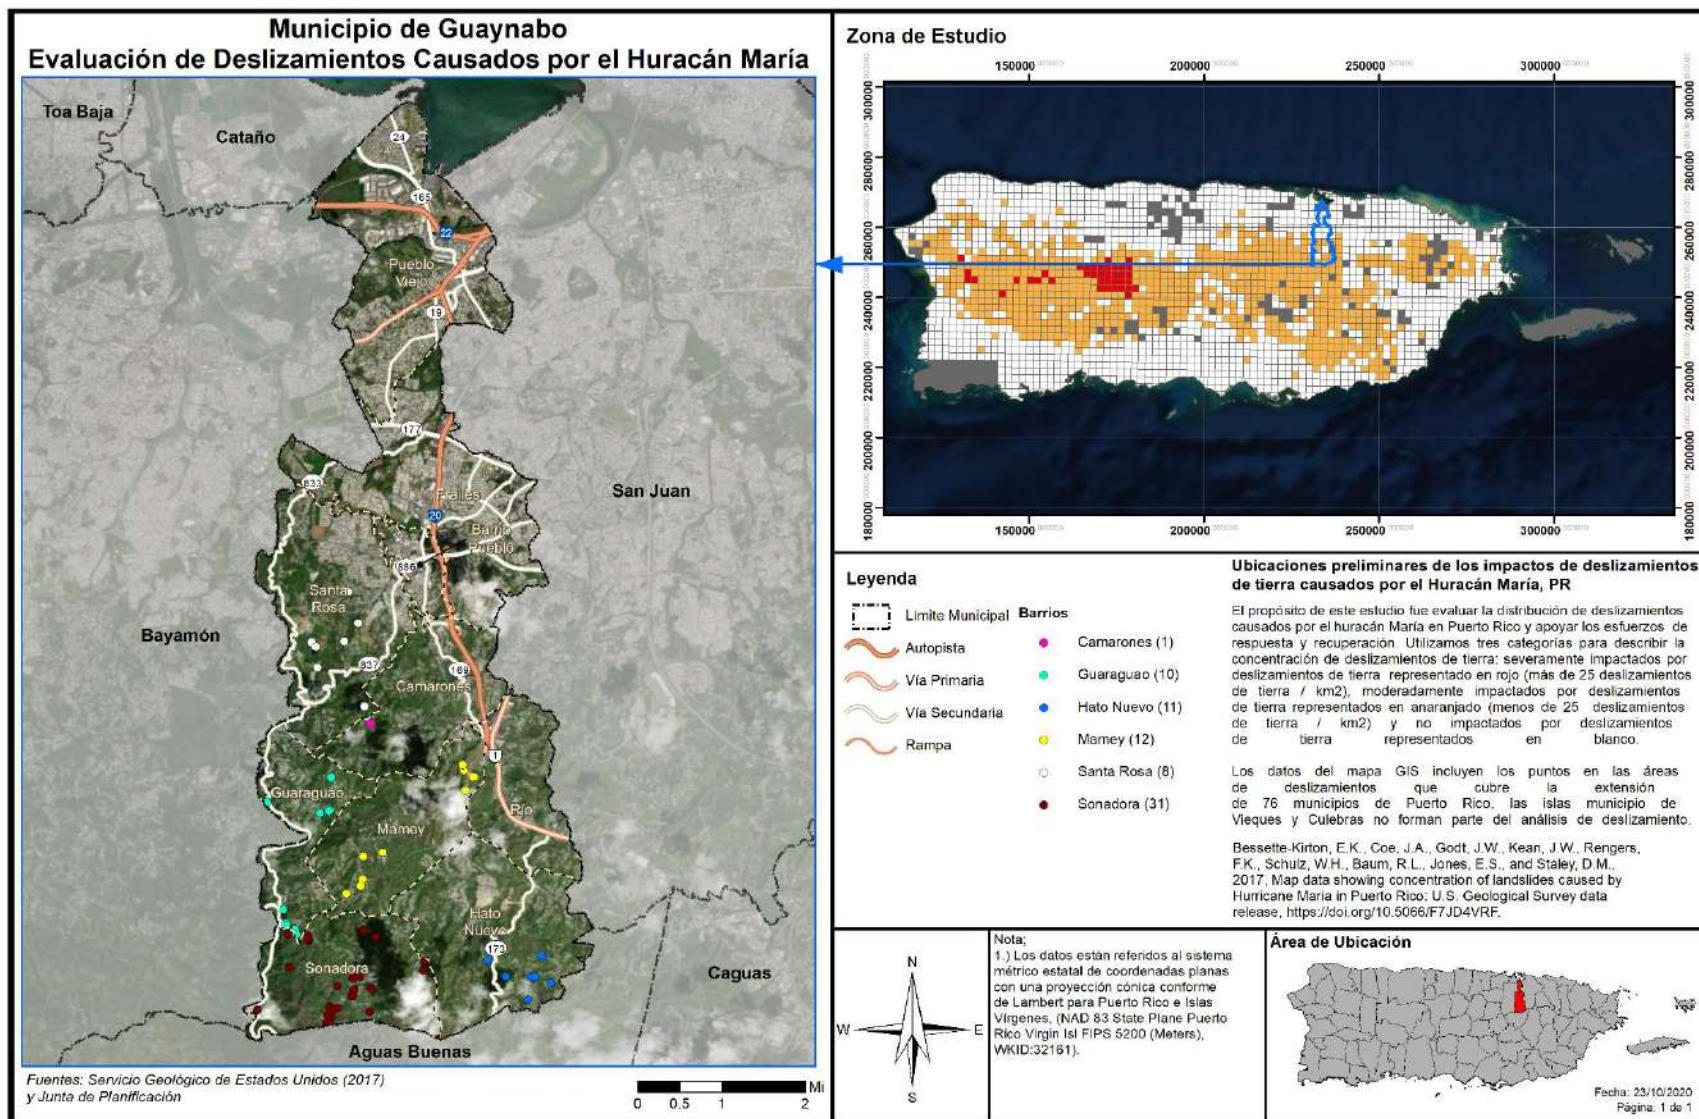 Municipio de Guaynabo
Evaluación de Deslizamientos Causados por el Huracán María
Toa Baja
Cataño
24
165
22
Pueblo
Viejo
19
177
San Juan
833
Frailes
20
Barrio
Pueblo
886
Santa
Rosa
Bayamón
837
169
Camarones
1
Guaraguao
Río
Mamey
Hato
Nuevo
173
Sonadora
Caguas
Aguas Buenas
Fuentes: Servicio Geológico de Estados Unidos (2017)
y Junta de Planificación
Mi
0 0.5 1 2
Zona de Estudio
150000 200000 250000 300000
300000
280000
260000
240000
220000
200000
180000
300000
280000
260000
240000
220000
200000
180000
150000 200000 250000 300000
Leyenda
Límite Municipal
Autopista
Vía Primaria
Vía Secundaria
Rampa
Barrios
Camarones (1)
Guaraguao (10)
Hato Nuevo (11)
Mamey (12)
Santa Rosa (8)
Sonadora (31)
Ubicaciones preliminares de los impactos de deslizamientos
de tierra causados por el Huracán María, PR
El propósito de este estudio fue evaluar la distribución de deslizamientos
causados por el huracán María en Puerto Rico y apoyar los esfuerzos de
respuesta y recuperación. Utilizamos tres categorías para describir la
concentración de deslizamientos de tierra: severamente impactados por
deslizamientos de tierra representado en rojo (más de 25 deslizamientos
de tierra / km2), moderadamente impactados por deslizamientos
de tierra representados en anaranjado (menos de 25 deslizamientos
de tierra / km2) y no impactados por deslizamientos
de tierra representados en blanco.
Los datos del mapa GIS incluyen los puntos en las áreas
de deslizamientos que cubre la extensión
de 76 municipios de Puerto Rico, las islas municipio de
Vieques y Culebras no forman parte del análisis de deslizamiento.
Bessette-Kirton, E.K., Coe, J.A., Godt, J.W., Kean, J.W., Rengers,
F.K., Schulz, W.H., Baum, R.L., Jones, E.S., and Staley, D.M.,
2017, Map data showing concentration of landslides caused by
Hurricane Maria in Puerto Rico: U.S. Geological Survey data
release, https://doi.org/10.5066/F7JD4VRF.
N
W E
S
Nota;
1.) Los datos están referidos al sistema
métrico estatal de coordenadas planas
con una proyección cónica conforme
de Lambert para Puerto Rico e Islas
Vírgenes, (NAD 83 State Plane Puerto
Rico Virgin Isl FIPS 5200 (Meters),
WKID:32161).
Área de Ubicación
Fecha: 23/10/2020
Página: 1 de 1